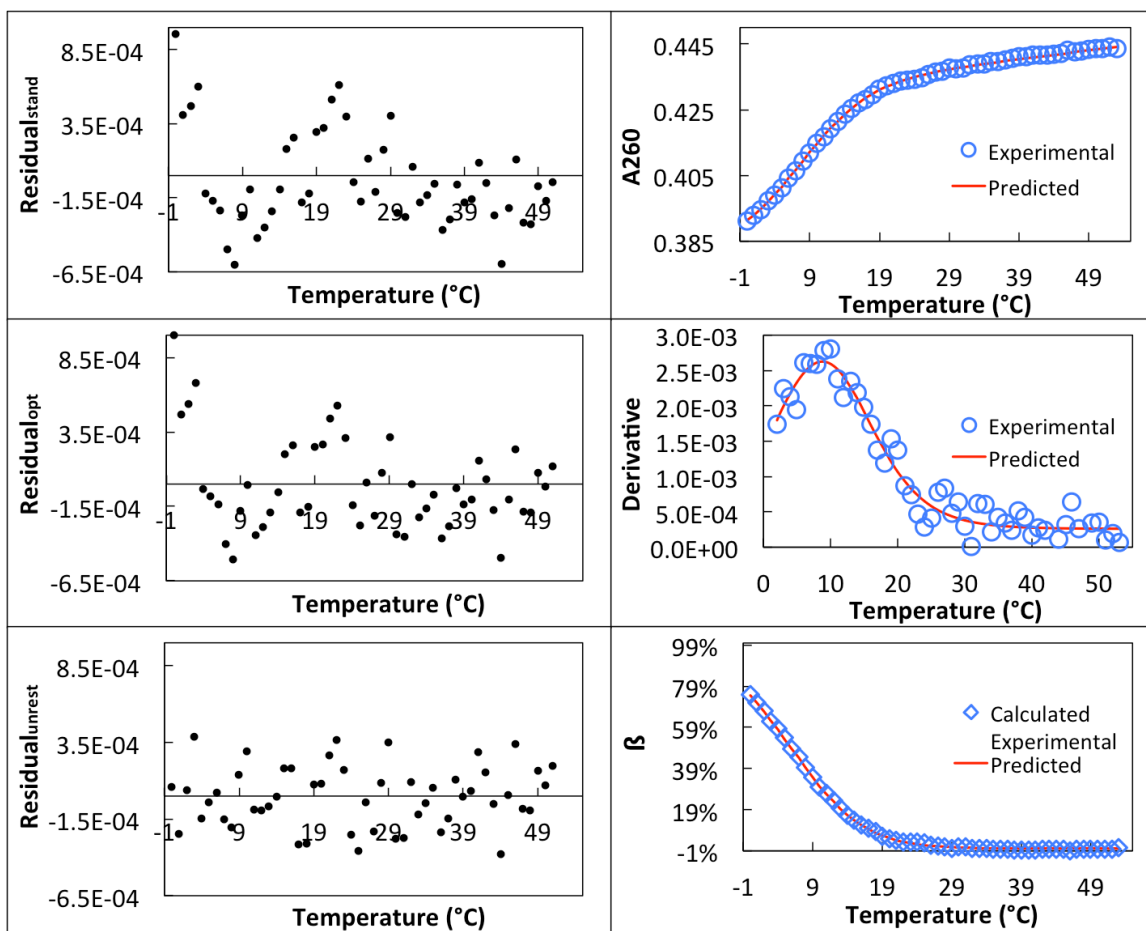 8.5E-04
3.5E-04
-1.5E-04
-6.5E-04
-1 9 19 29 39 49
Residualstand
Temperature (°C)
0.445
0.425
0.405
0.385
-1 9 19 29 39 49
A260
Experimental
Predicted
Temperature (°C)
8.5E-04
3.5E-04
-1.5E-04
-6.5E-04
-1 9 19 29 39 49
Residualopt
Temperature (°C)
3.0E-03
2.5E-03
2.0E-03
1.5E-03
1.0E-03
5.0E-04
0.0E+00
0 10 20 30 40 50
Derivative
Experimental
Predicted
Temperature (°C)
8.5E-04
3.5E-04
-1.5E-04
-6.5E-04
-1 9 19 29 39 49
Residualunrest
Temperature (°C)
99%
79%
59%
39%
19%
-1%
-1 9 19 29 39 49
ß
Calculated
Experimental
Predicted
Temperature (°C)